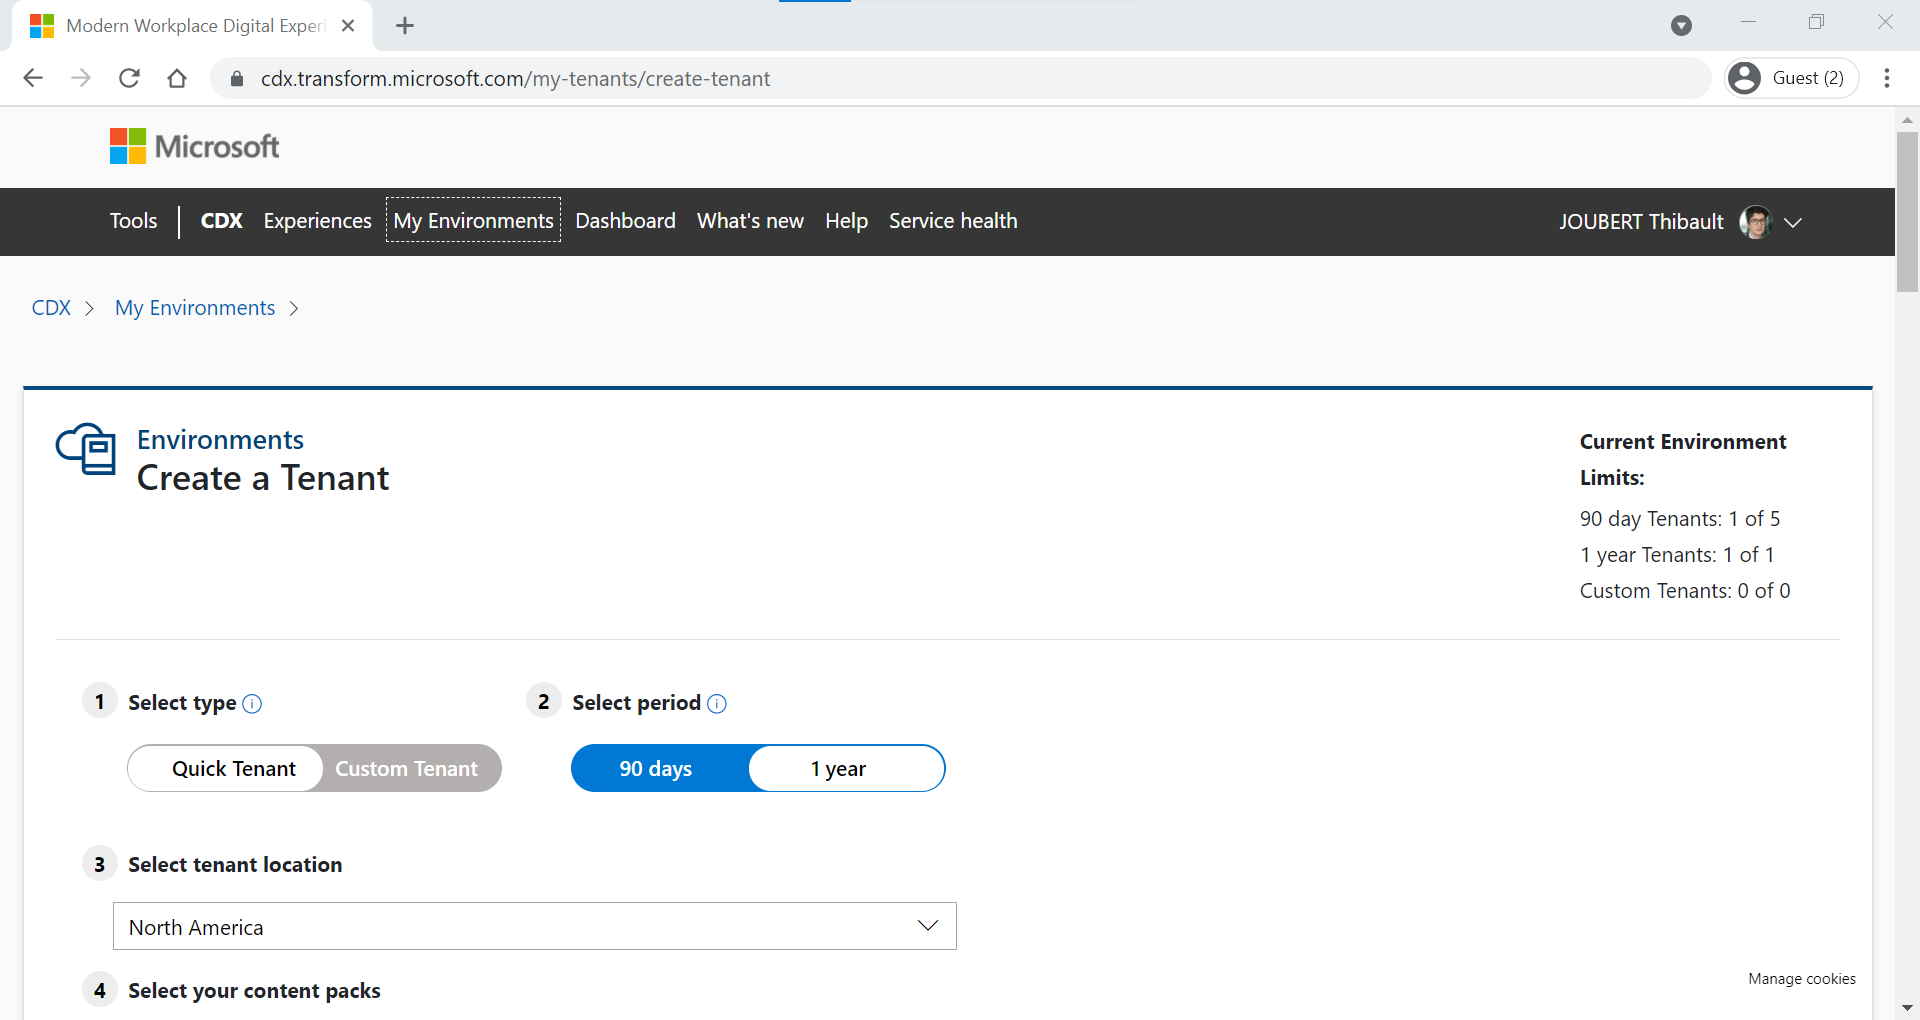 Modern Workplace Digital Experi
cdx.transform.microsoft.com/my-tenants/create-tenant
Guest (2)
Microsoft
Tools CDX Experiences My Environments Dashboard What's new Help Service health JOUBERT Thibault
CDX My Environments
Environments
Create a Tenant
Current Environment
Limits:
90 day Tenants: 1 of 5
1 year Tenants: 1 of 1
Custom Tenants: 0 of 0
1 Select type
2 Select period
Quick Tenant Custom Tenant
90 days 1 year
3 Select tenant location
North America
4 Select your content packs
Manage cookies